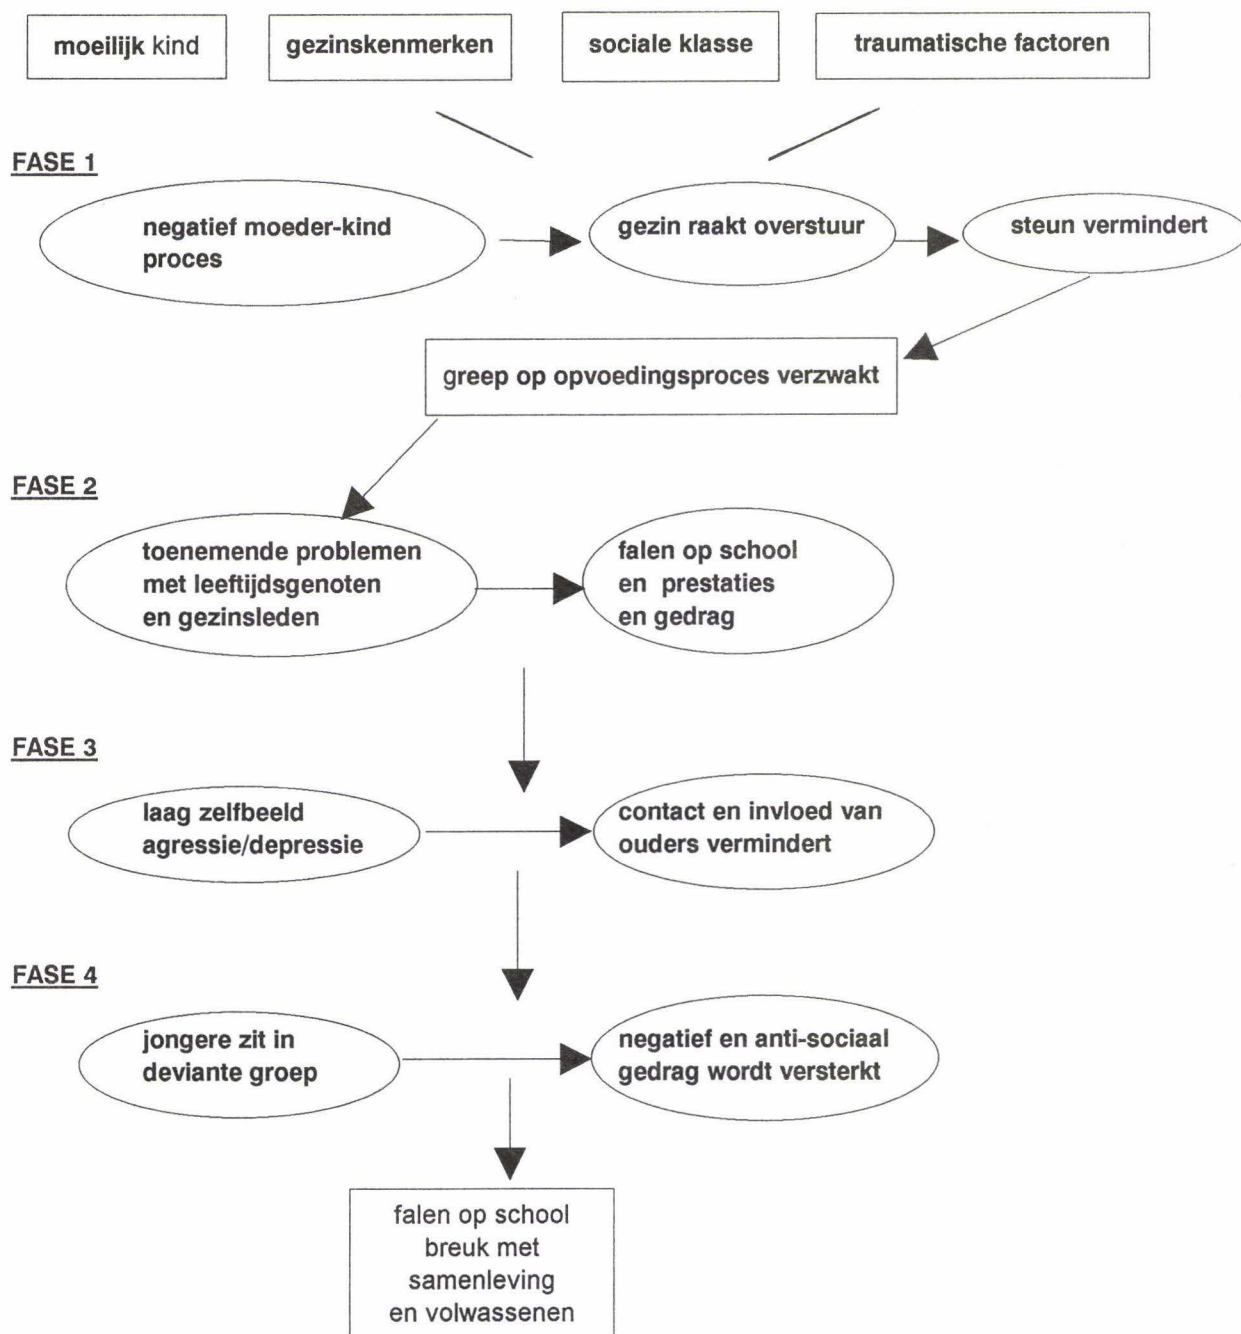 moeilijk kind
gezinskenmerken
sociale klasse
traumatische factoren
FASE 1
negatief moeder-kind
proces
gezin raakt overstuur
steun vermindert
greep op opvoedingsproces verzwakt
FASE 2
toenemende problemen
met leeftijdsgenoten
en gezinsleden
falen op school
en prestaties
en gedrag
FASE 3
laag zelfbeeld
agressie/depressie
contact en invloed van
ouders vermindert
FASE 4
jongere zit in
deviante groep
negatief en anti-sociaal
gedrag wordt versterkt
falen op school
breuk met
samenleving
en volwassenen